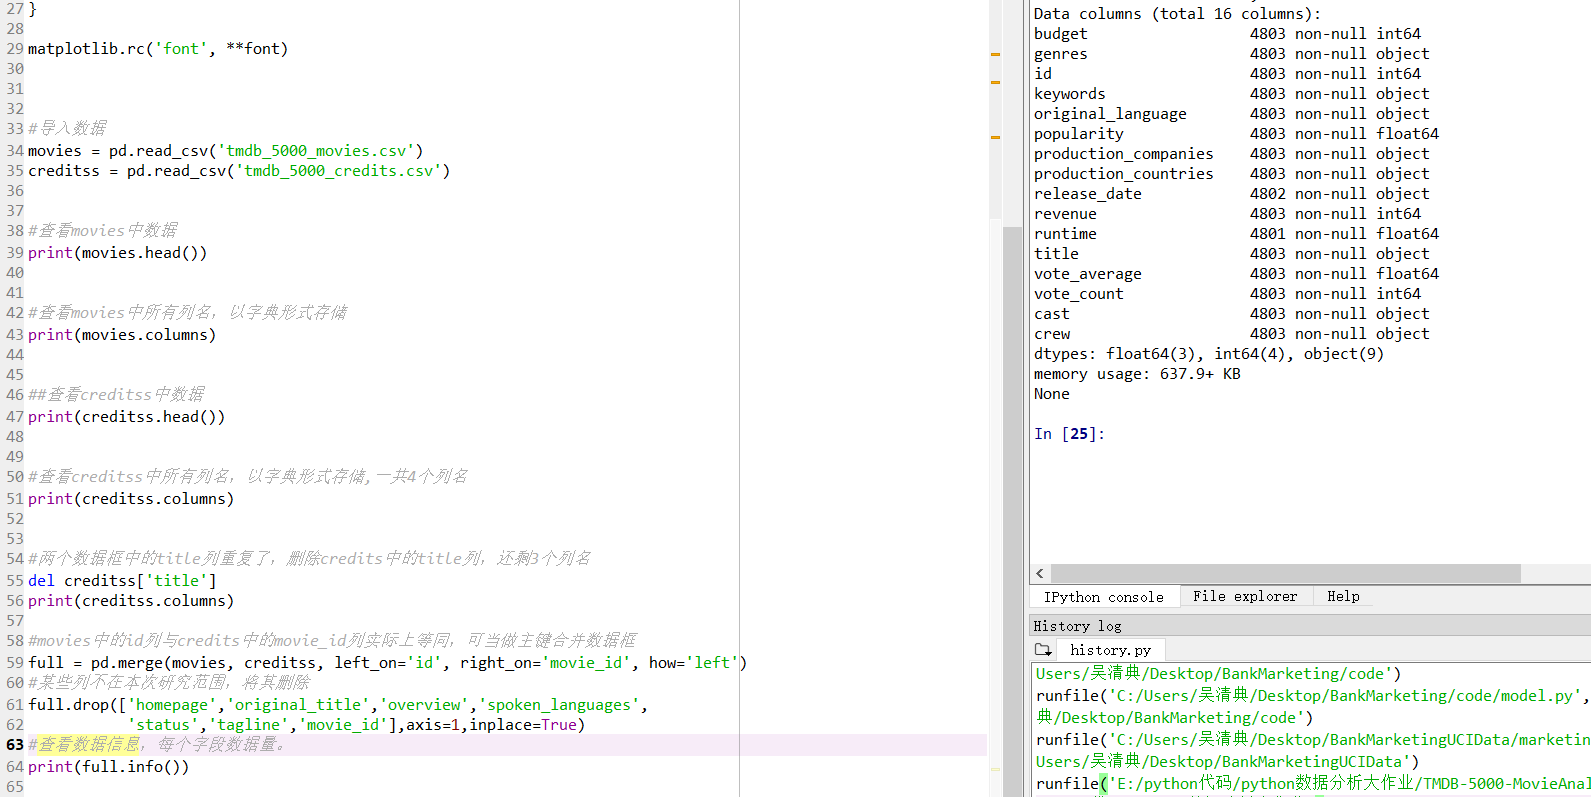 27 }
28
29 matplotlib.rc('font', **font)
30
31
32
33 #导入数据
34 movies = pd.read_csv('tmdb_5000_movies.csv')
35 creditss = pd.read_csv('tmdb_5000_credits.csv')
36
37
38 #查看movies中数据
39 print(movies.head())
40
41
42 #查看movies中所有列名，以字典形式存储
43 print(movies.columns)
44
45
46 ##查看creditss中数据
47 print(creditss.head())
48
49
50 #查看creditss中所有列名，以字典形式存储,一共4个列名
51 print(creditss.columns)
52
53
54 #两个数据框中的title列重复了，删除credits中的title列，还剩3个列名
55 del creditss['title']
56 print(creditss.columns)
57
58 #movies中的id列与credits中的movie_id列实际上等同，可当做主键合并数据框
59 full = pd.merge(movies, creditss, left_on='id', right_on='movie_id', how='left')
60 #某些列不在本次研究范围，将其删除
61 full.drop(['homepage','original_title','overview','spoken_languages',
62 'status','tagline','movie_id'],axis=1,inplace=True)
63 #查看数据信息，每个字段数据量。
64 print(full.info())
65
Data columns (total 16 columns):
budget 4803 non-null int64
genres 4803 non-null object
id 4803 non-null int64
keywords 4803 non-null object
original_language 4803 non-null object
popularity 4803 non-null float64
production_companies 4803 non-null object
production_countries 4803 non-null object
release_date 4802 non-null object
revenue 4803 non-null int64
runtime 4801 non-null float64
title 4803 non-null object
vote_average 4803 non-null float64
vote_count 4803 non-null int64
cast 4803 non-null object
crew 4803 non-null object
dtypes: float64(3), int64(4), object(9)
memory usage: 637.9+ KB
None
In [25]:
IPython console File explorer Help
History log
history.py
Users/吴清典/Desktop/BankMarketing/code')
runfile('C:/Users/吴清典/Desktop/BankMarketing/code/model.py',
典/Desktop/BankMarketing/code')
runfile('C:/Users/吴清典/Desktop/BankMarketingUCIData/marketin
Users/吴清典/Desktop/BankMarketingUCIData')
runfile('E:/python代码/python数据分析大作业/TMDB-5000-MovieAnal